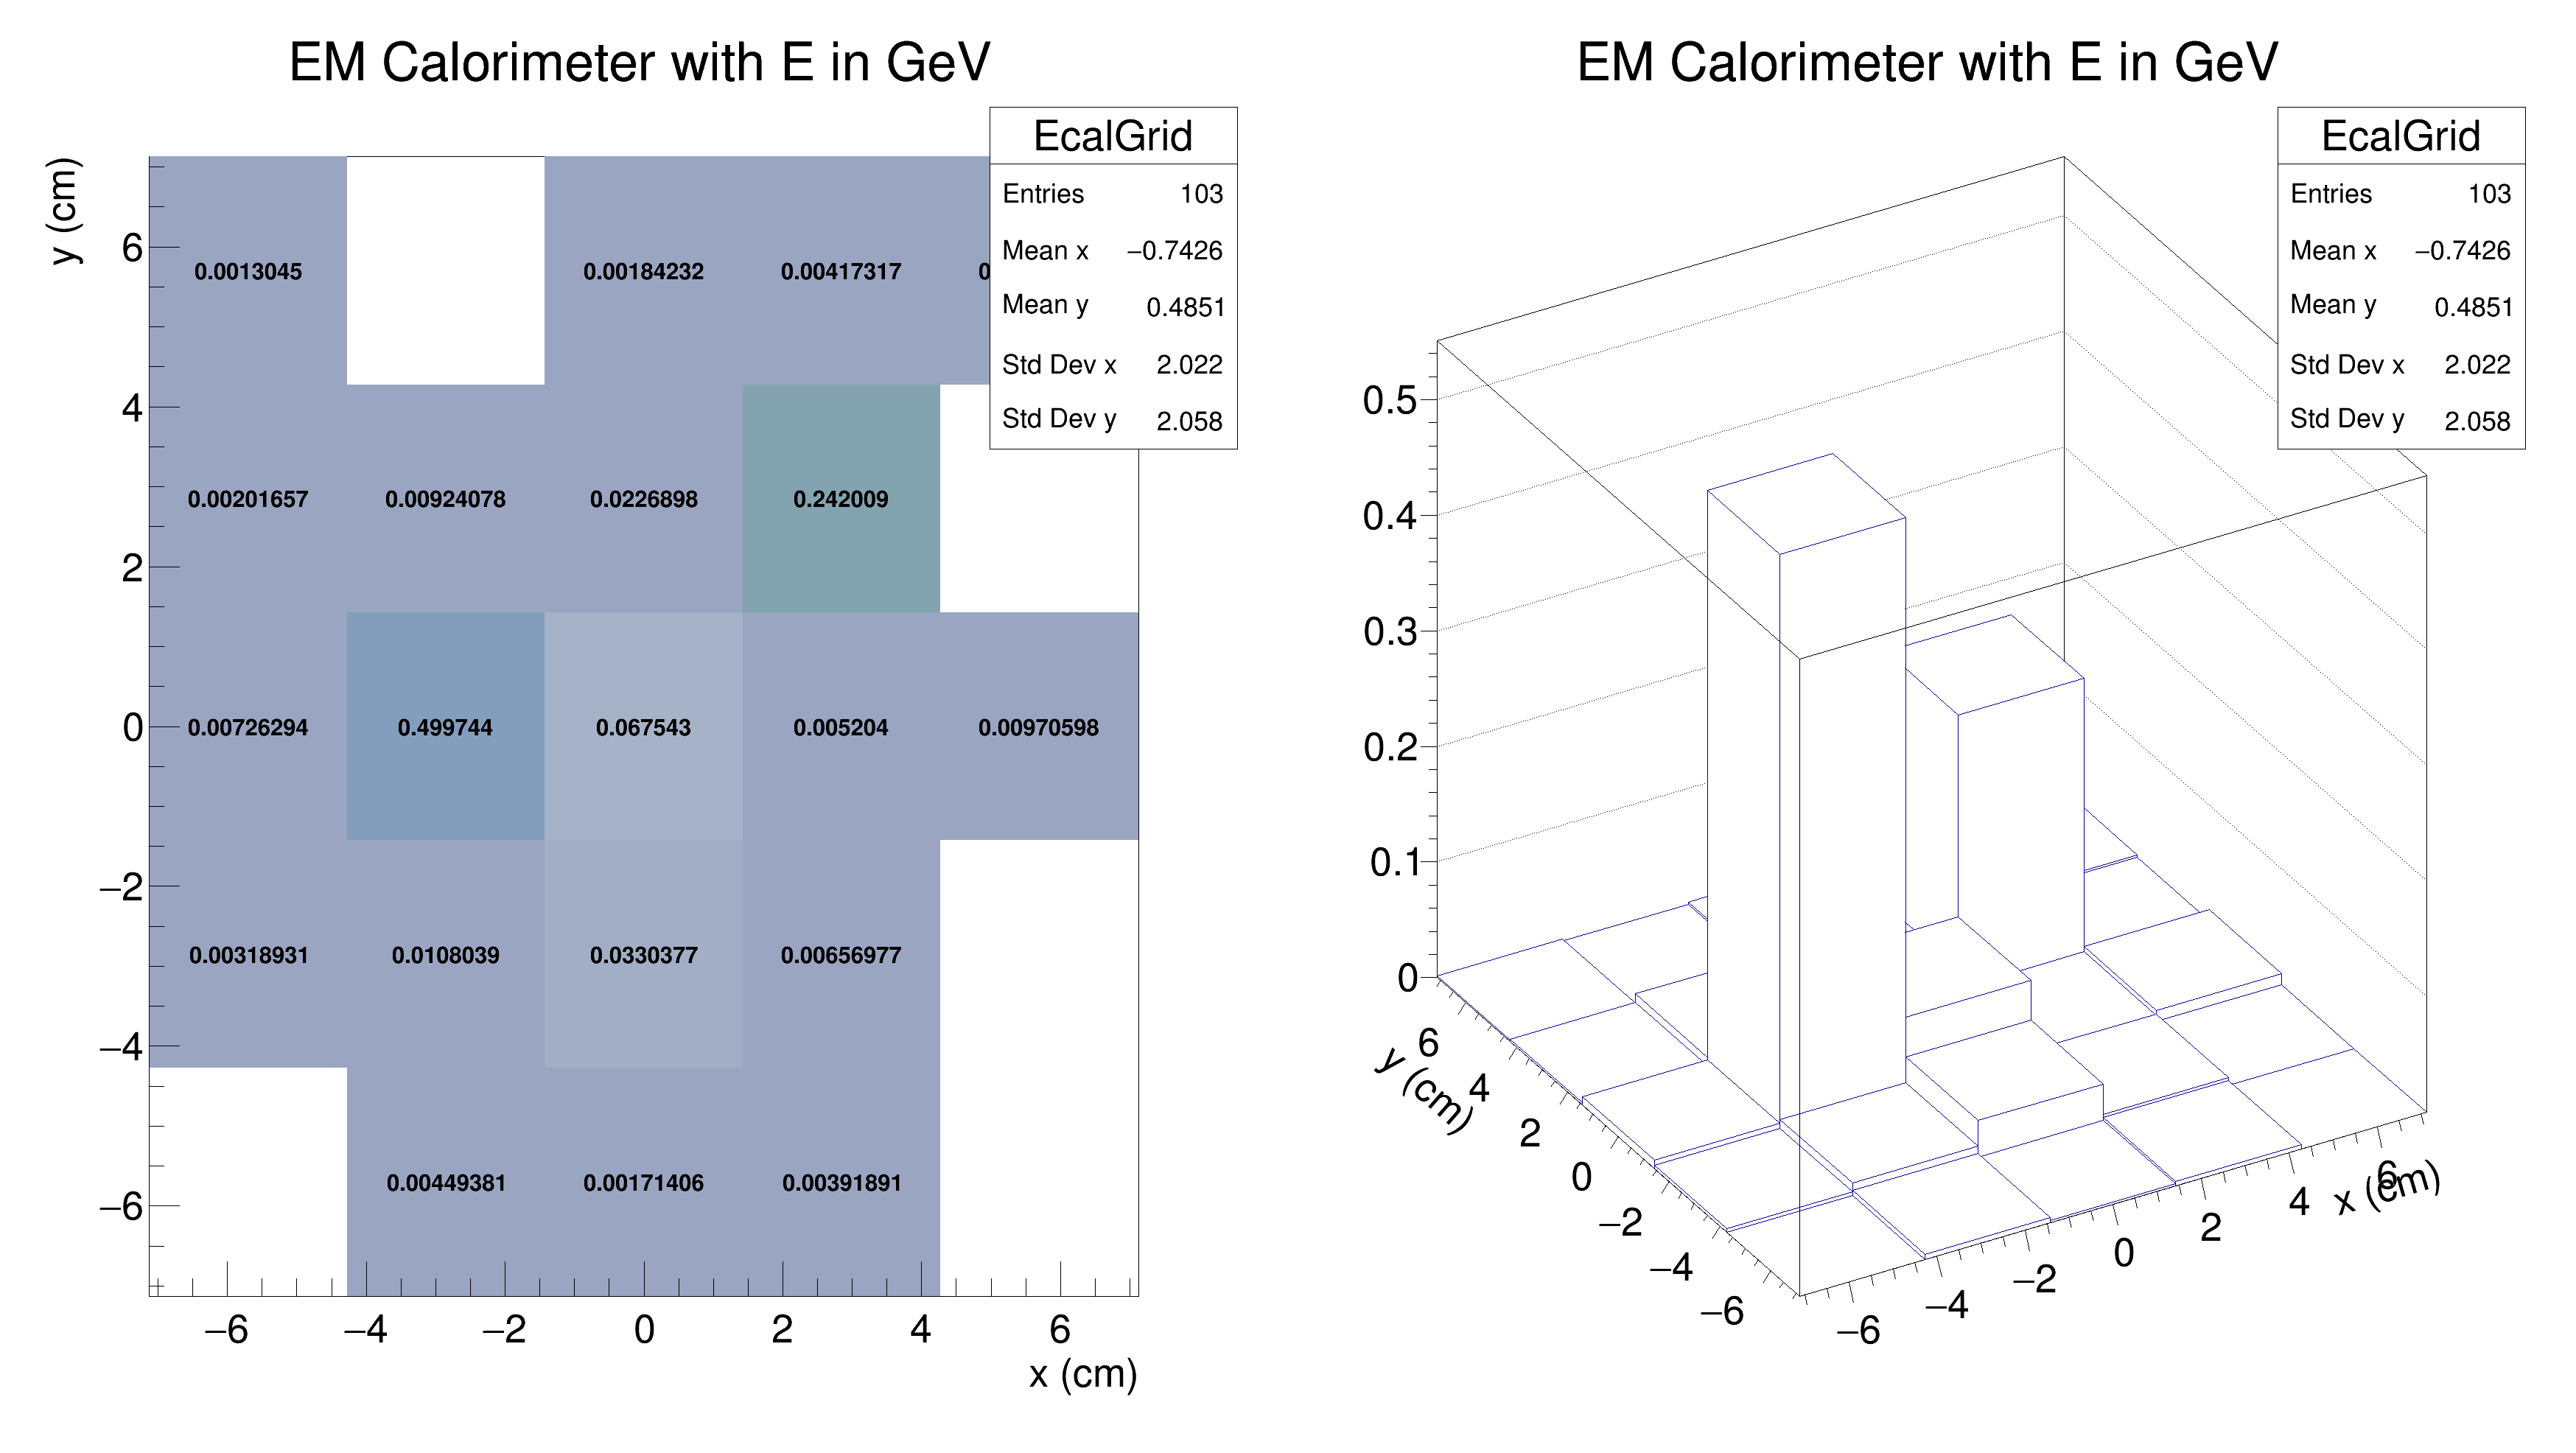 EM Calorimeter with E in GeV
EcalGrid
Entries 103
Mean x −0.7426
Mean y 0.4851
Std Dev x 2.022
Std Dev y 2.058
y (cm)
6
4
2
0
−2
−4
−6
0.0013045 0.00184232 0.00417317
0.00201657 0.00924078 0.0226898 0.242009
0.00726294 0.499744 0.067543 0.005204 0.00970598
0.00318931 0.0108039 0.0330377 0.00656977
0.00449381 0.00171406 0.00391891
−6 −4 −2 0 2 4 6
x (cm)
EM Calorimeter with E in GeV
EcalGrid
Entries 103
Mean x −0.7426
Mean y 0.4851
Std Dev x 2.022
Std Dev y 2.058
0.5
0.4
0.3
0.2
0.1
0
y (cm)
6
4
2
0
−2
−4
−6
−6 −4 −2 0 2 4 6
x (cm)